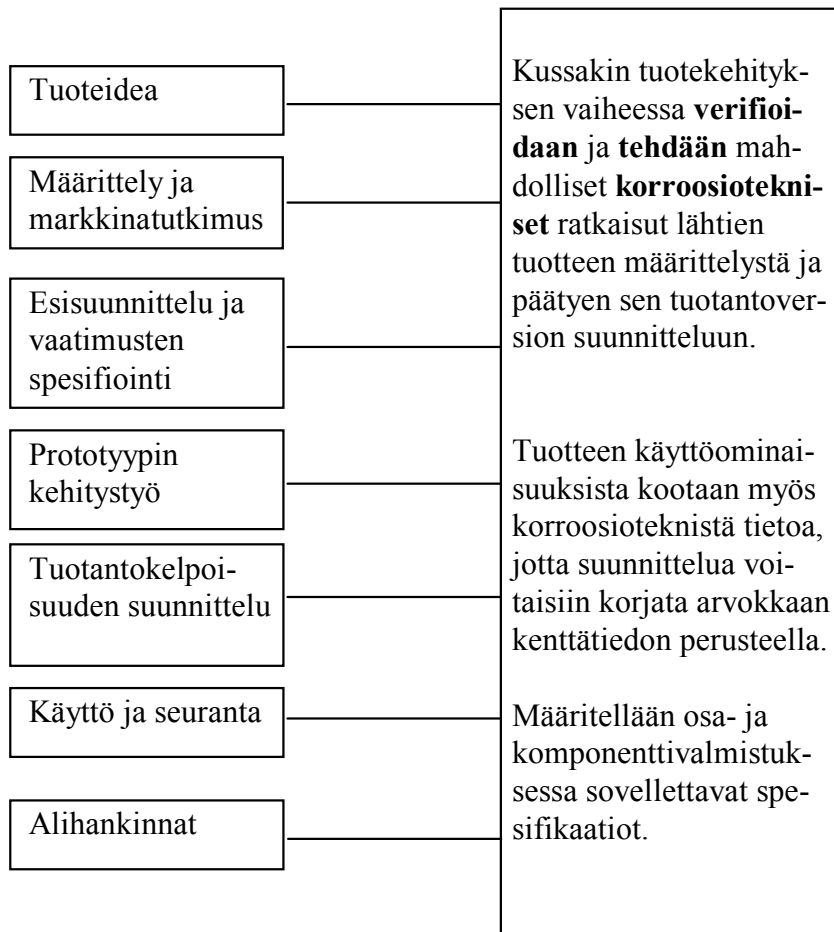 Tuoteidea
Määrittely ja
markkinatutkimus
Esisuunnittelu ja
vaatimusten
spesifiointi
Prototyypin
kehitystyö
Tuotantokelpoi-
suuden suunnittelu
Käyttö ja seuranta
Alihankinnat
Kussakin tuotekehityk-
sen vaiheessa verifioi-
daan ja tehdään mah-
dolliset korroosiotekni-
set ratkaisut lähtien
tuotteen määrittelystä ja
päätyen sen tuotantover-
sion suunnitteluun.
Tuotteen käyttöominai-
suuksista kootaan myös
korroosioteknistä tietoa,
jotta suunnittelua voi-
taisiin korjata arvokkaan
kenttätiedon perusteella.
Määritellään osa- ja
komponenttivalmistuk-
sessa sovellettavat spe-
sifikaatiot.